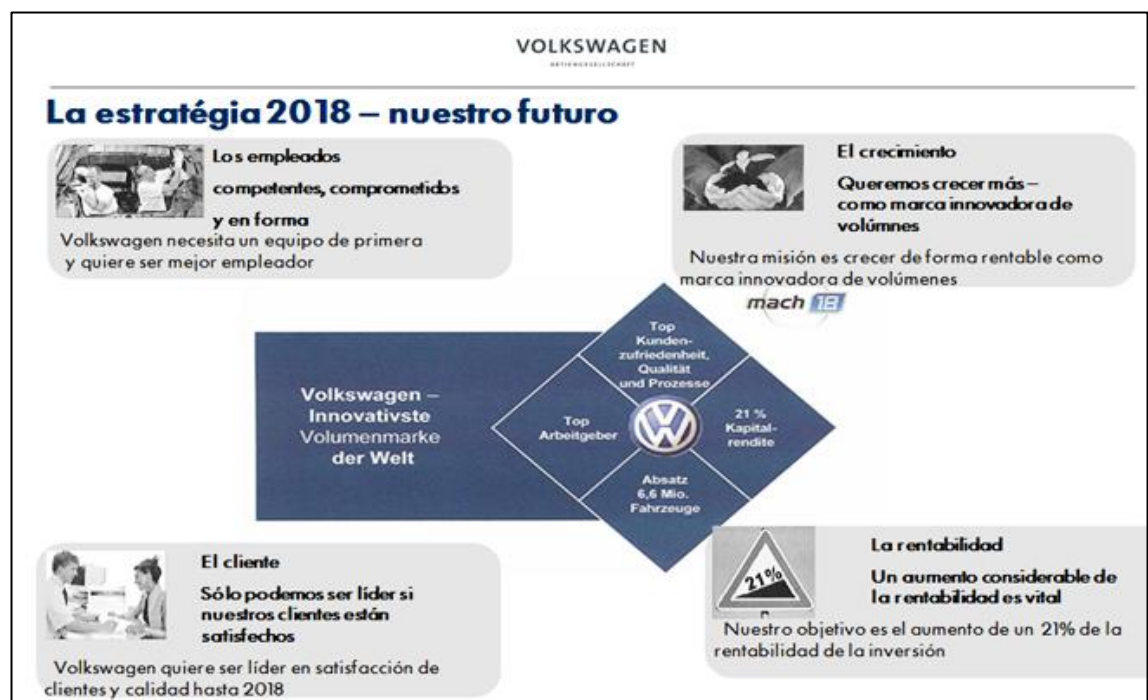 VOLKSWAGEN
AKTIENGESELLSCHAFT
La estratégia 2018 – nuestro futuro
Los empleados
competentes, comprometidos
y en forma
Volkswagen necesita un equipo de primera
y quiere ser mejor empleador
El crecimiento
Queremos crecer más –
como marca innovadora de
volúmnes
Nuestra misión es crecer de forma rentable como
marca innovadora de volúmenes
mach 18
Volkswagen –
Innovativste
Volumenmarke
der Welt
Top
Kunden-
zufriedenheit,
Qualität
und Prozesse
Top
Arbeitgeber
VW
21 %
Kapital-
rendite
Absatz
6,6 Mio.
Fahrzeuge
El cliente
Sólo podemos ser líder si
nuestros clientes están
satisfechos
Volkswagen quiere ser líder en satisfacción de
clientes y calidad hasta 2018
21%
La rentabilidad
Un aumento considerable de
la rentabilidad es vital
Nuestro objetivo es el aumento de un 21% de la
rentabilidad de la inversión